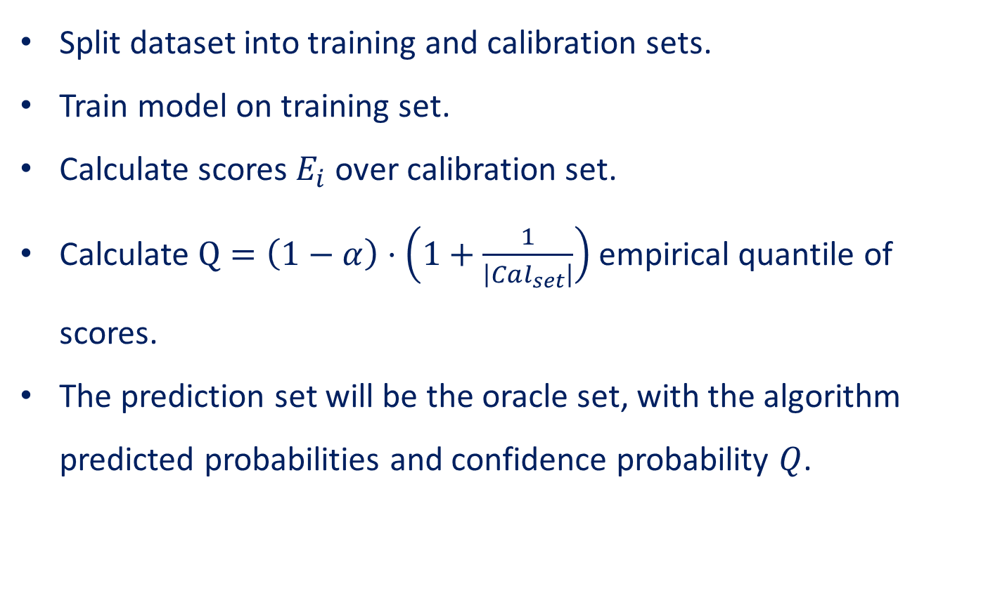 • Split dataset into training and calibration sets.
• Train model on training set.
• Calculate scores $E_i$ over calibration set.
• Calculate $\mathrm{Q} = (1 - \alpha) \cdot \left(1 + \frac{1}{|Cal_{set}|}\right)$ empirical quantile of
scores.
• The prediction set will be the oracle set, with the algorithm
predicted probabilities and confidence probability $Q$.